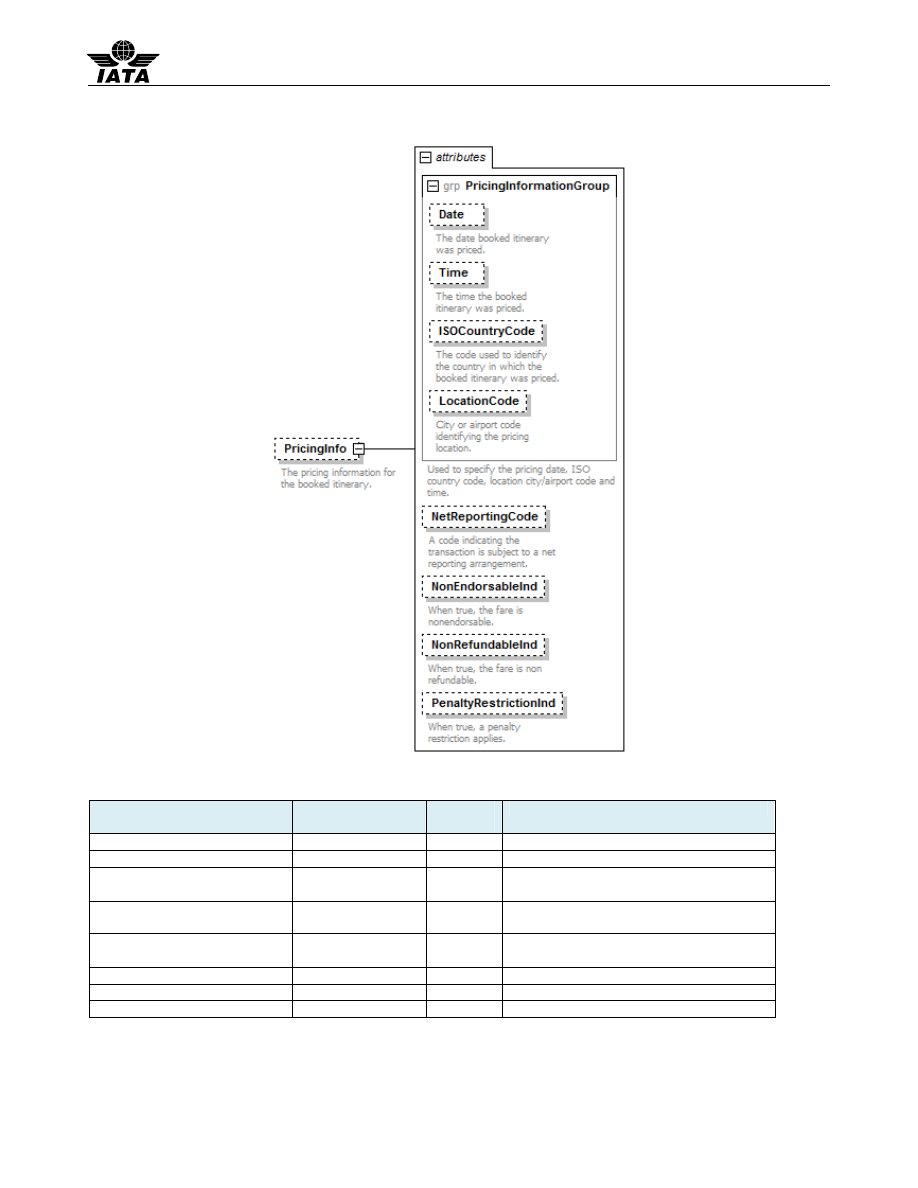 IATA
attributes
grp PricingInformationGroup
Date
The date booked itinerary
was priced.
Time
The time the booked
itinerary was priced.
ISOCountryCode
The code used to identify
the country in which the
booked itinerary was priced.
LocationCode
City or airport code
identifying the pricing
location.
PricingInfo
The pricing information for
the booked itinerary.
Used to specify the pricing date, ISO
country code, location city/airport code and
time.
NetReportingCode
A code indicating the
transaction is subject to a net
reporting arrangement.
NonEndorsableInd
When true, the fare is
nonendorsable.
NonRefundableInd
When true, the fare is non
refundable.
PenaltyRestrictionInd
When true, a penalty
restriction applies.